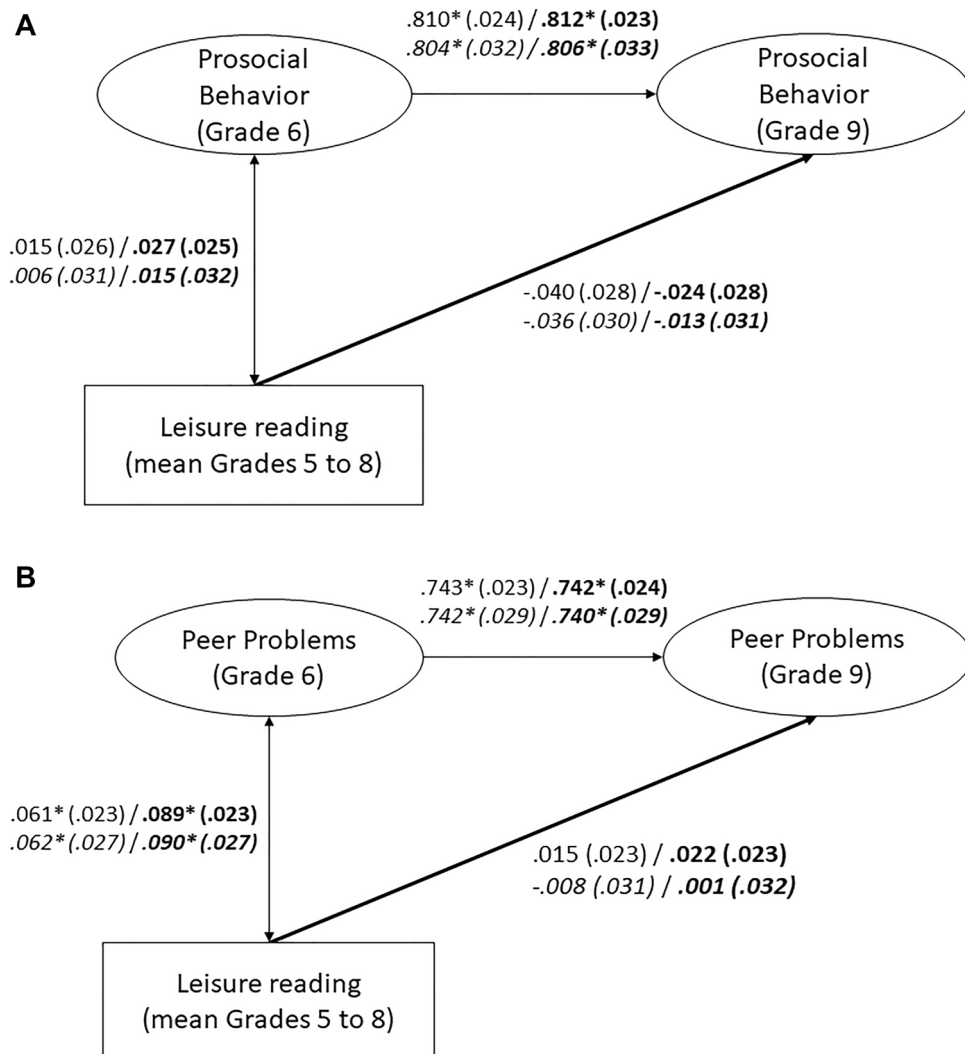 A
.810* (.024) / .812* (.023)
.804* (.032) / .806* (.033)
Prosocial
Behavior
(Grade 6)
Prosocial
Behavior
(Grade 9)
.015 (.026) / .027 (.025)
.006 (.031) / .015 (.032)
-.040 (.028) / -.024 (.028)
-.036 (.030) / -.013 (.031)
Leisure reading
(mean Grades 5 to 8)
B
.743* (.023) / .742* (.024)
.742* (.029) / .740* (.029)
Peer Problems
(Grade 6)
Peer Problems
(Grade 9)
.061* (.023) / .089* (.023)
.062* (.027) / .090* (.027)
.015 (.023) / .022 (.023)
-.008 (.031) / .001 (.032)
Leisure reading
(mean Grades 5 to 8)